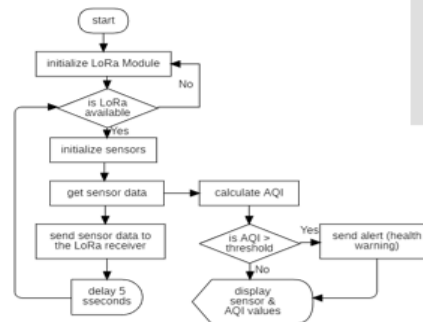 start
initialize LoRa Module
No
is LoRa
available
Yes
initialize sensors
get sensor data
calculate AQI
send sensor data to
the LoRa receiver
is AQI >
threshold
Yes
send alert (health
warning)
No
delay 5
sseconds
display
sensor &
AQI values